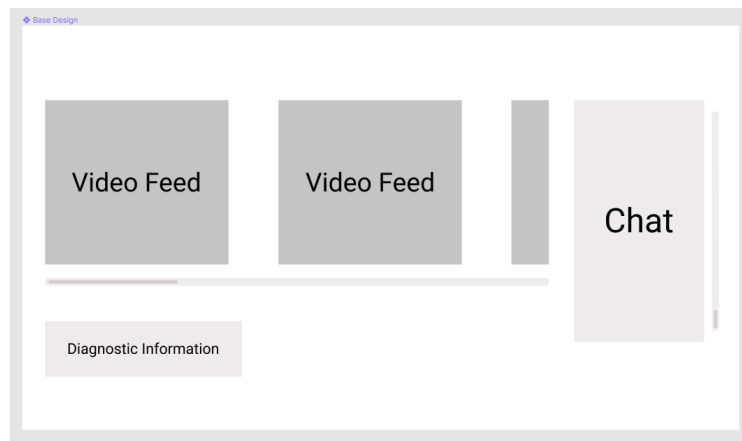 Base Design
Video Feed
Video Feed
Chat
Diagnostic Information